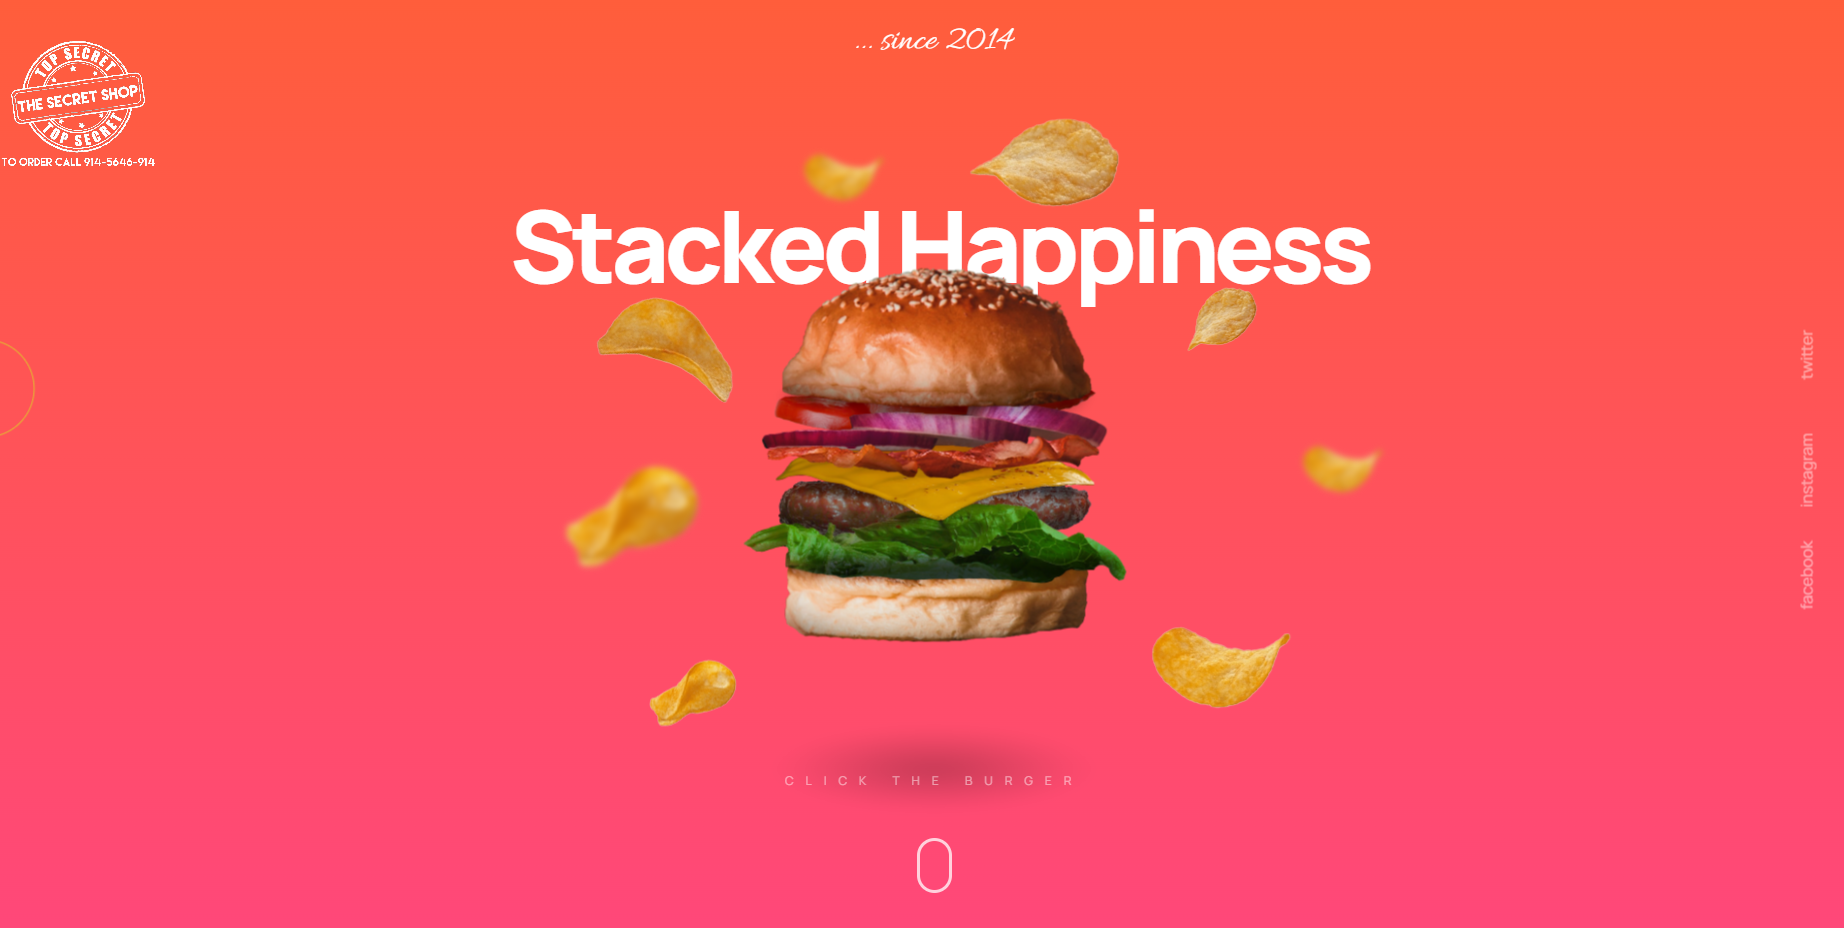 ... since 2014
TOP SECRET
THE SECRET SHOP
TOP SECRET
TO ORDER CALL 914-5646-914
Stacked Happiness
twitter
instagram
facebook
CLICK THE BURGER